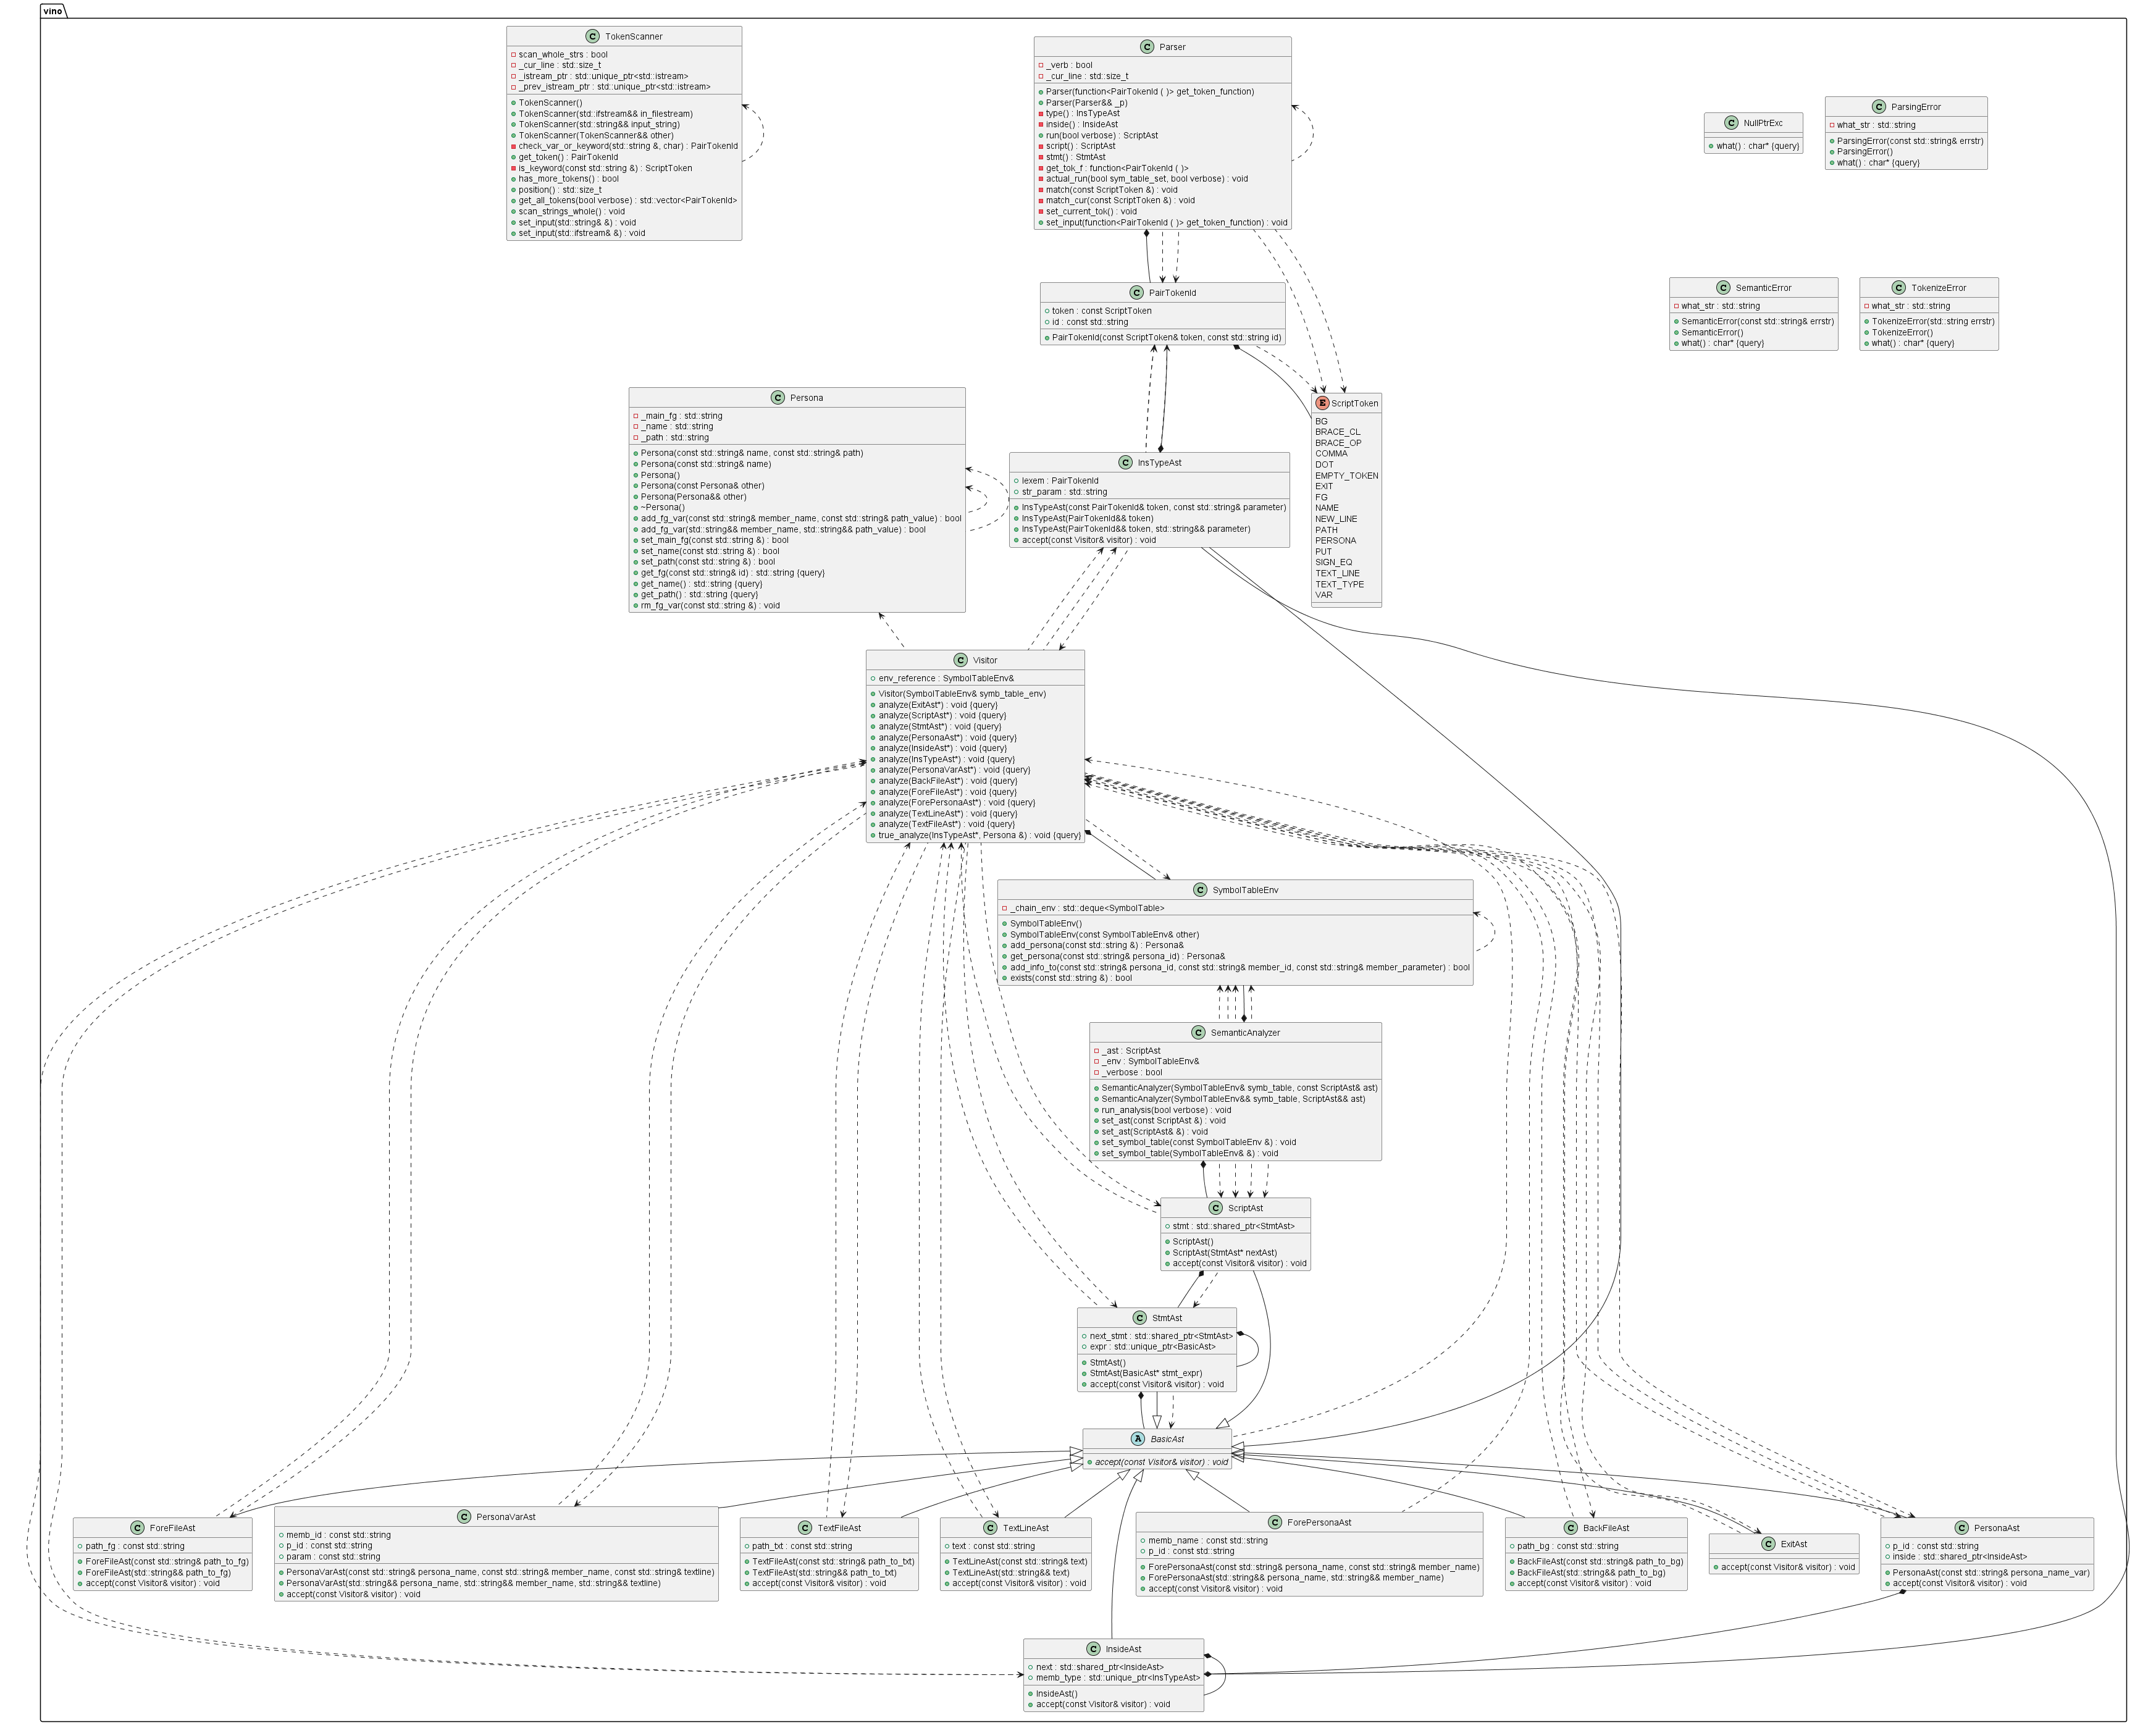 vino
TokenScanner
scan_whole_strs : bool
_cur_line : std::size_t
_istream_ptr : std::unique_ptr<std::istream>
_prev_istream_ptr : std::unique_ptr<std::istream>
TokenScanner()
TokenScanner(std::ifstream&& in_filestream)
TokenScanner(std::string&& input_string)
TokenScanner(TokenScanner&& other)
check_var_or_keyword(std::string &, char) : PairTokenId
get_token() : PairTokenId
is_keyword(const std::string &) : ScriptToken
has_more_tokens() : bool
position() : std::size_t
get_all_tokens(bool verbose) : std::vector<PairTokenId>
scan_strings_whole() : void
set_input(std::string& &) : void
set_input(std::ifstream& &) : void
Parser
_verb : bool
_cur_line : std::size_t
Parser(function<PairTokenId ( )> get_token_function)
Parser(Parser&& _p)
type() : InsTypeAst
inside() : InsideAst
run(bool verbose) : ScriptAst
script() : ScriptAst
stmt() : StmtAst
get_tok_f : function<PairTokenId ( )>
actual_run(bool sym_table_set, bool verbose) : void
match(const ScriptToken &) : void
match_cur(const ScriptToken &) : void
set_current_tok() : void
set_input(function<PairTokenId ( )> get_token_function) : void
NullPtrExc
what() : char* {query}
ParsingError
what_str : std::string
ParsingError(const std::string& errstr)
ParsingError()
what() : char* {query}
PairTokenId
token : const ScriptToken
id : const std::string
PairTokenId(const ScriptToken& token, const std::string id)
SemanticError
what_str : std::string
SemanticError(const std::string& errstr)
SemanticError()
what() : char* {query}
TokenizeError
what_str : std::string
TokenizeError(std::string errstr)
TokenizeError()
what() : char* {query}
Persona
_main_fg : std::string
_name : std::string
_path : std::string
Persona(const std::string& name, const std::string& path)
Persona(const std::string& name)
Persona()
Persona(const Persona& other)
Persona(Persona&& other)
~Persona()
add_fg_var(const std::string& member_name, const std::string& path_value) : bool
add_fg_var(std::string&& member_name, std::string&& path_value) : bool
set_main_fg(const std::string &) : bool
set_name(const std::string &) : bool
set_path(const std::string &) : bool
get_fg(const std::string& id) : std::string {query}
get_name() : std::string {query}
get_path() : std::string {query}
rm_fg_var(const std::string &) : void
InsTypeAst
lexem : PairTokenId
str_param : std::string
InsTypeAst(const PairTokenId& token, const std::string& parameter)
InsTypeAst(PairTokenId&& token)
InsTypeAst(PairTokenId&& token, std::string&& parameter)
accept(const Visitor& visitor) : void
ScriptToken
BG
BRACE_CL
BRACE_OP
COMMA
DOT
EMPTY_TOKEN
EXIT
FG
NAME
NEW_LINE
PATH
PERSONA
PUT
SIGN_EQ
TEXT_LINE
TEXT_TYPE
VAR
Visitor
env_reference : SymbolTableEnv&
Visitor(SymbolTableEnv& symb_table_env)
analyze(ExitAst*) : void {query}
analyze(ScriptAst*) : void {query}
analyze(StmtAst*) : void {query}
analyze(PersonaAst*) : void {query}
analyze(InsideAst*) : void {query}
analyze(InsTypeAst*) : void {query}
analyze(PersonaVarAst*) : void {query}
analyze(BackFileAst*) : void {query}
analyze(ForeFileAst*) : void {query}
analyze(ForePersonaAst*) : void {query}
analyze(TextLineAst*) : void {query}
analyze(TextFileAst*) : void {query}
true_analyze(InsTypeAst*, Persona &) : void {query}
SymbolTableEnv
_chain_env : std::deque<SymbolTable>
SymbolTableEnv()
SymbolTableEnv(const SymbolTableEnv& other)
add_persona(const std::string &) : Persona&
get_persona(const std::string& persona_id) : Persona&
add_info_to(const std::string& persona_id, const std::string& member_id, const std::string& member_parameter) : bool
exists(const std::string &) : bool
SemanticAnalyzer
_ast : ScriptAst
_env : SymbolTableEnv&
_verbose : bool
SemanticAnalyzer(SymbolTableEnv& symb_table, const ScriptAst& ast)
SemanticAnalyzer(SymbolTableEnv&& symb_table, ScriptAst&& ast)
run_analysis(bool verbose) : void
set_ast(const ScriptAst &) : void
set_ast(ScriptAst& &) : void
set_symbol_table(const SymbolTableEnv &) : void
set_symbol_table(SymbolTableEnv& &) : void
ScriptAst
stmt : std::shared_ptr<StmtAst>
ScriptAst()
ScriptAst(StmtAst* nextAst)
accept(const Visitor& visitor) : void
StmtAst
next_stmt : std::shared_ptr<StmtAst>
expr : std::unique_ptr<BasicAst>
StmtAst()
StmtAst(BasicAst* stmt_expr)
accept(const Visitor& visitor) : void
BasicAst
accept(const Visitor& visitor) : void
ForeFileAst
path_fg : const std::string
ForeFileAst(const std::string& path_to_fg)
ForeFileAst(std::string&& path_to_fg)
accept(const Visitor& visitor) : void
PersonaVarAst
memb_id : const std::string
p_id : const std::string
param : const std::string
PersonaVarAst(const std::string& persona_name, const std::string& member_name, const std::string& textline)
PersonaVarAst(std::string&& persona_name, std::string&& member_name, std::string&& textline)
accept(const Visitor& visitor) : void
TextFileAst
path_txt : const std::string
TextFileAst(const std::string& path_to_txt)
TextFileAst(std::string&& path_to_txt)
accept(const Visitor& visitor) : void
TextLineAst
text : const std::string
TextLineAst(const std::string& text)
TextLineAst(std::string&& text)
accept(const Visitor& visitor) : void
ForePersonaAst
memb_name : const std::string
p_id : const std::string
ForePersonaAst(const std::string& persona_name, const std::string& member_name)
ForePersonaAst(std::string&& persona_name, std::string&& member_name)
accept(const Visitor& visitor) : void
BackFileAst
path_bg : const std::string
BackFileAst(const std::string& path_to_bg)
BackFileAst(std::string&& path_to_bg)
accept(const Visitor& visitor) : void
ExitAst
accept(const Visitor& visitor) : void
PersonaAst
p_id : const std::string
inside : std::shared_ptr<InsideAst>
PersonaAst(const std::string& persona_name_var)
accept(const Visitor& visitor) : void
InsideAst
next : std::shared_ptr<InsideAst>
memb_type : std::unique_ptr<InsTypeAst>
InsideAst()
accept(const Visitor& visitor) : void